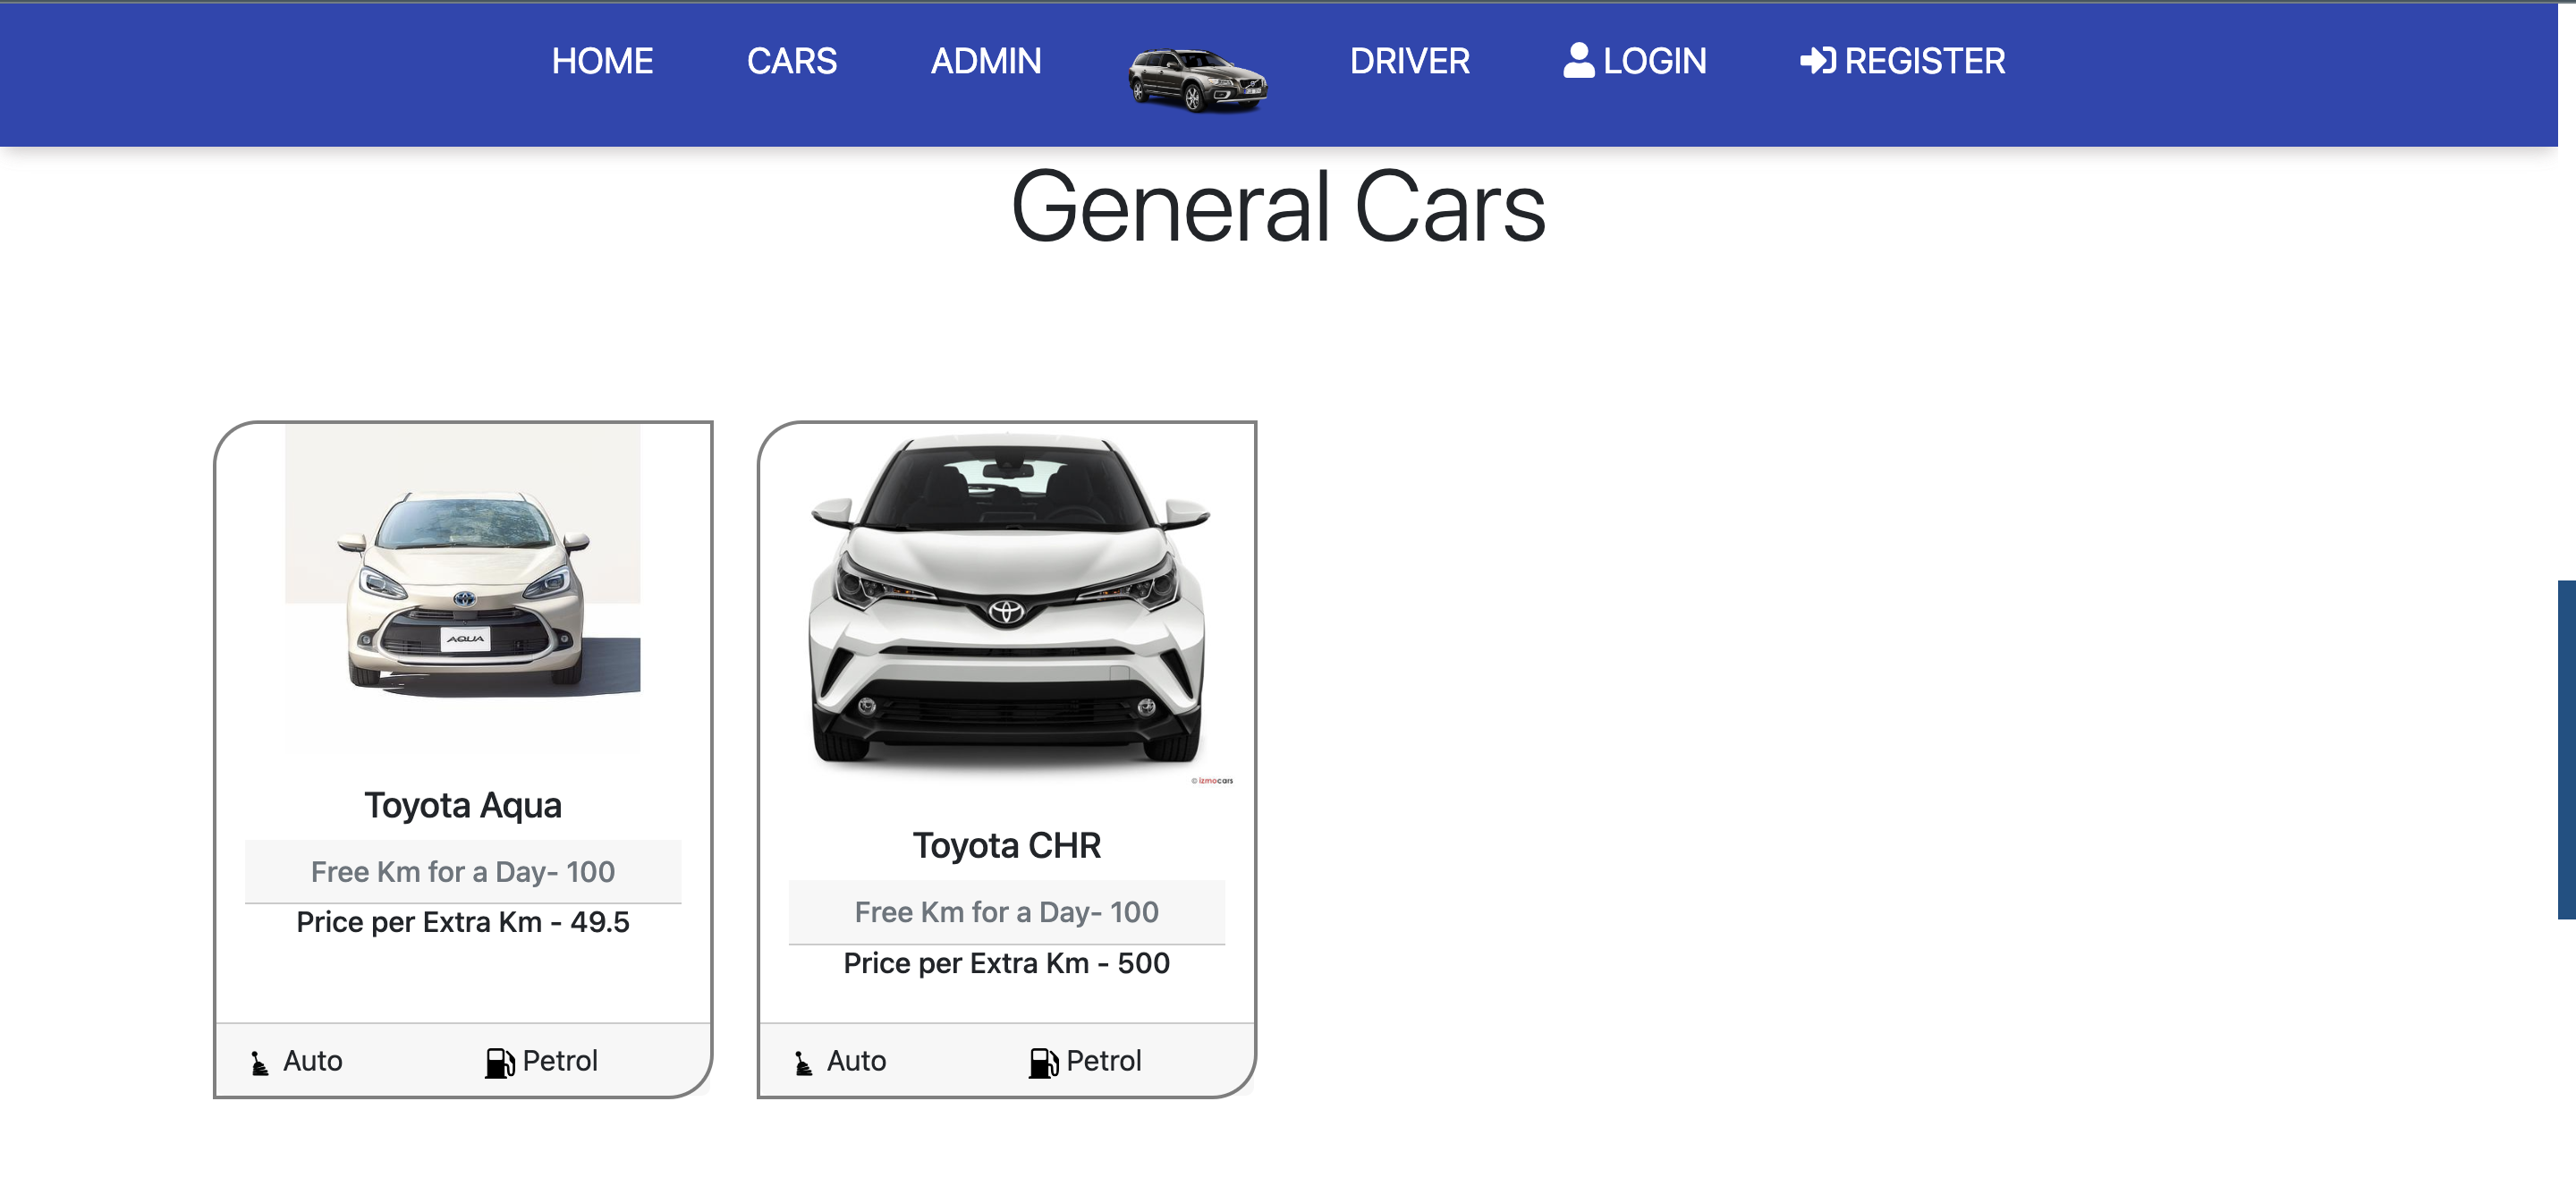 HOME CARS ADMIN DRIVER LOGIN REGISTER
General Cars
AQUA
Toyota Aqua
Free Km for a Day- 100
Price per Extra Km - 49.5
Auto Petrol
© izmocars
Toyota CHR
Free Km for a Day- 100
Price per Extra Km - 500
Auto Petrol